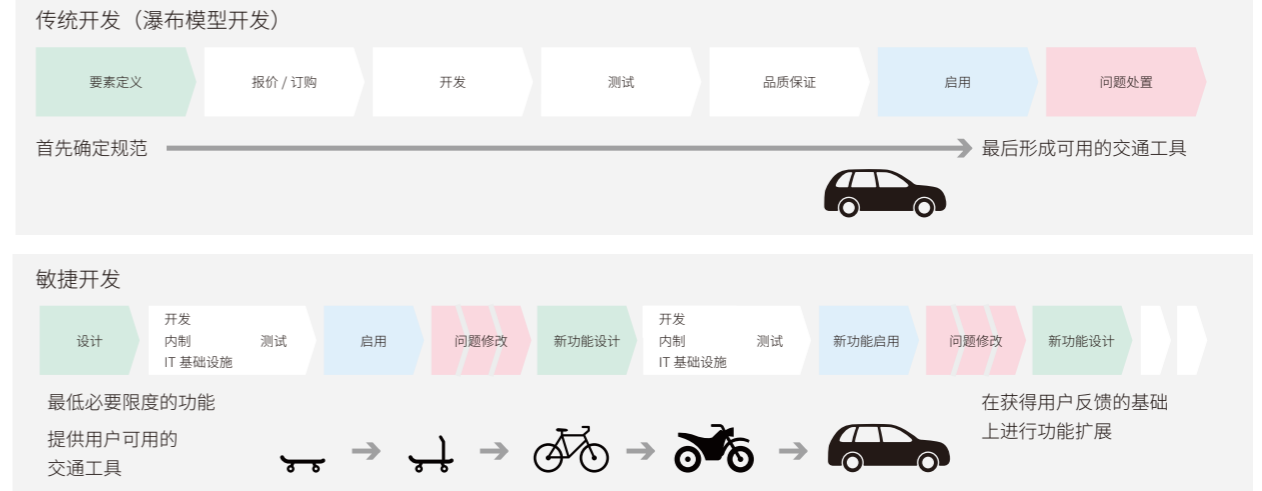 传统开发（瀑布模型开发）
要素定义
报价 / 订购
开发
测试
品质保证
启用
问题处置
首先确定规范
最后形成可用的交通工具
敏捷开发
设计
开发
内制
IT 基础设施
测试
启用
问题修改
新功能设计
开发
内制
IT 基础设施
测试
新功能启用
问题修改
新功能设计
最低必要限度的功能
提供用户可用的
交通工具
在获得用户反馈的基础
上进行功能扩展